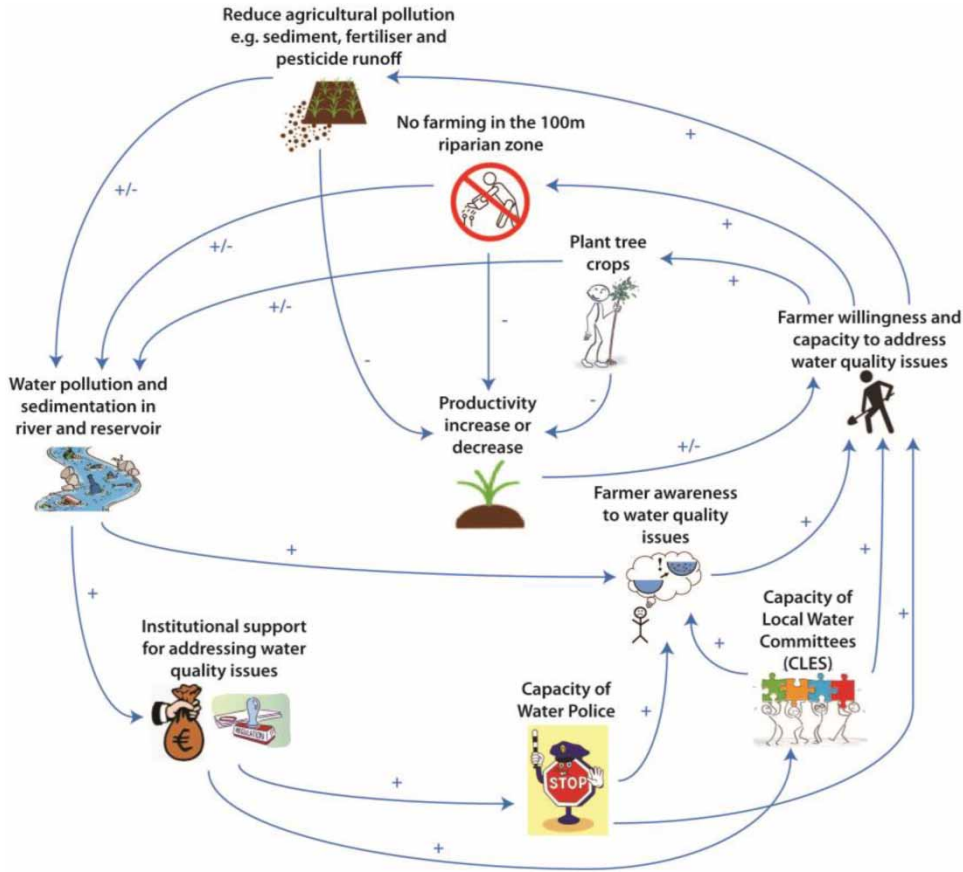 Reduce agricultural pollution
e.g. sediment, fertiliser and
pesticide runoff
+
No farming in the 100m
riparian zone
+/-
+
+/-
Plant tree
crops
+
+/-
Farmer willingness and
capacity to address
water quality issues
-
-
Water pollution and
sedimentation in
river and reservoir
-
Productivity
increase or
decrease
+/-
Farmer awareness
to water quality
issues
+
+
+
!
+
Capacity of
Local Water
Committees
(CLES)
+
Institutional support
for addressing water
quality issues
+
Capacity of
Water Police
+
€
REGULATION
STOP
+
+